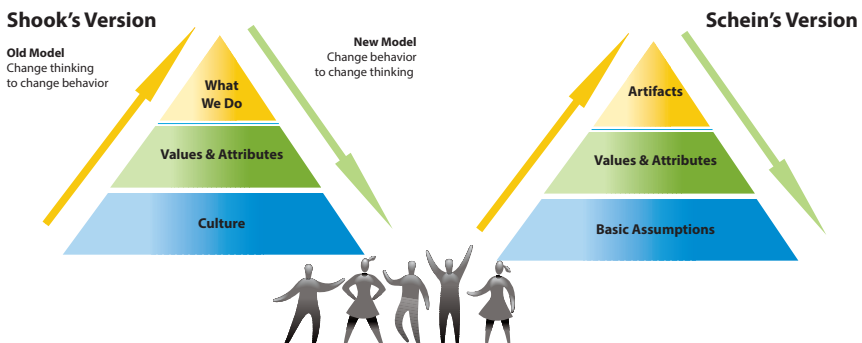 Shook's Version
Old Model
Change thinking
to change behavior
New Model
Change behavior
to change thinking
What
We Do
Values & Attributes
Culture
Schein's Version
Artifacts
Values & Attributes
Basic Assumptions